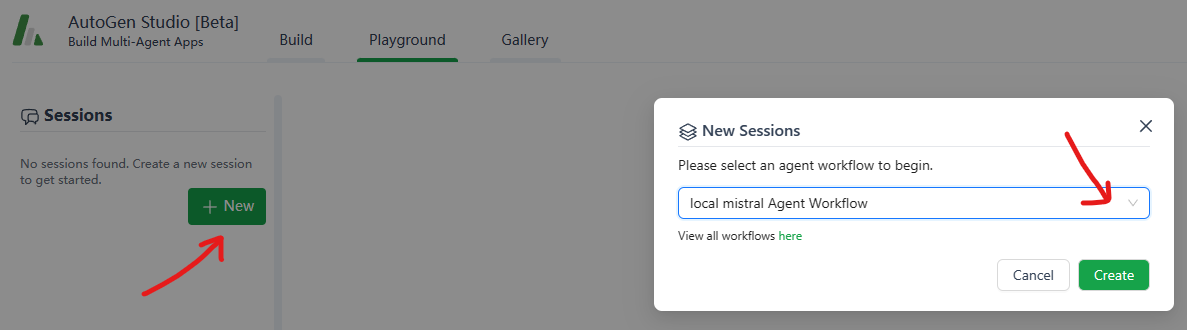 AutoGen Studio [Beta]
Build Multi-Agent Apps
Build
Playground
Gallery
Sessions
No sessions found. Create a new session
to get started.
+ New
New Sessions
Please select an agent workflow to begin.
local mistral Agent Workflow
View all workflows here
Cancel
Create